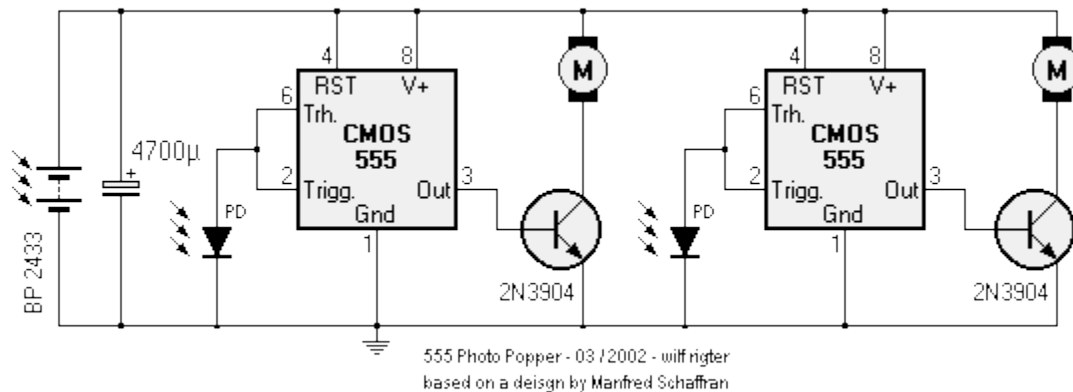 4 8 M 4 8 M
RST V+ RST V+
6 Trh. 6 Trh.
CMOS CMOS
555 555
4700µ +
2 Trigg. Out 3 2 Trigg. Out 3
PD Gnd PD Gnd
1 1
BP 2433
2N3904 2N3904
555 Photo Popper - 03 / 2002 - wilf rigter
based on a deisgn by Manfred Schaffran